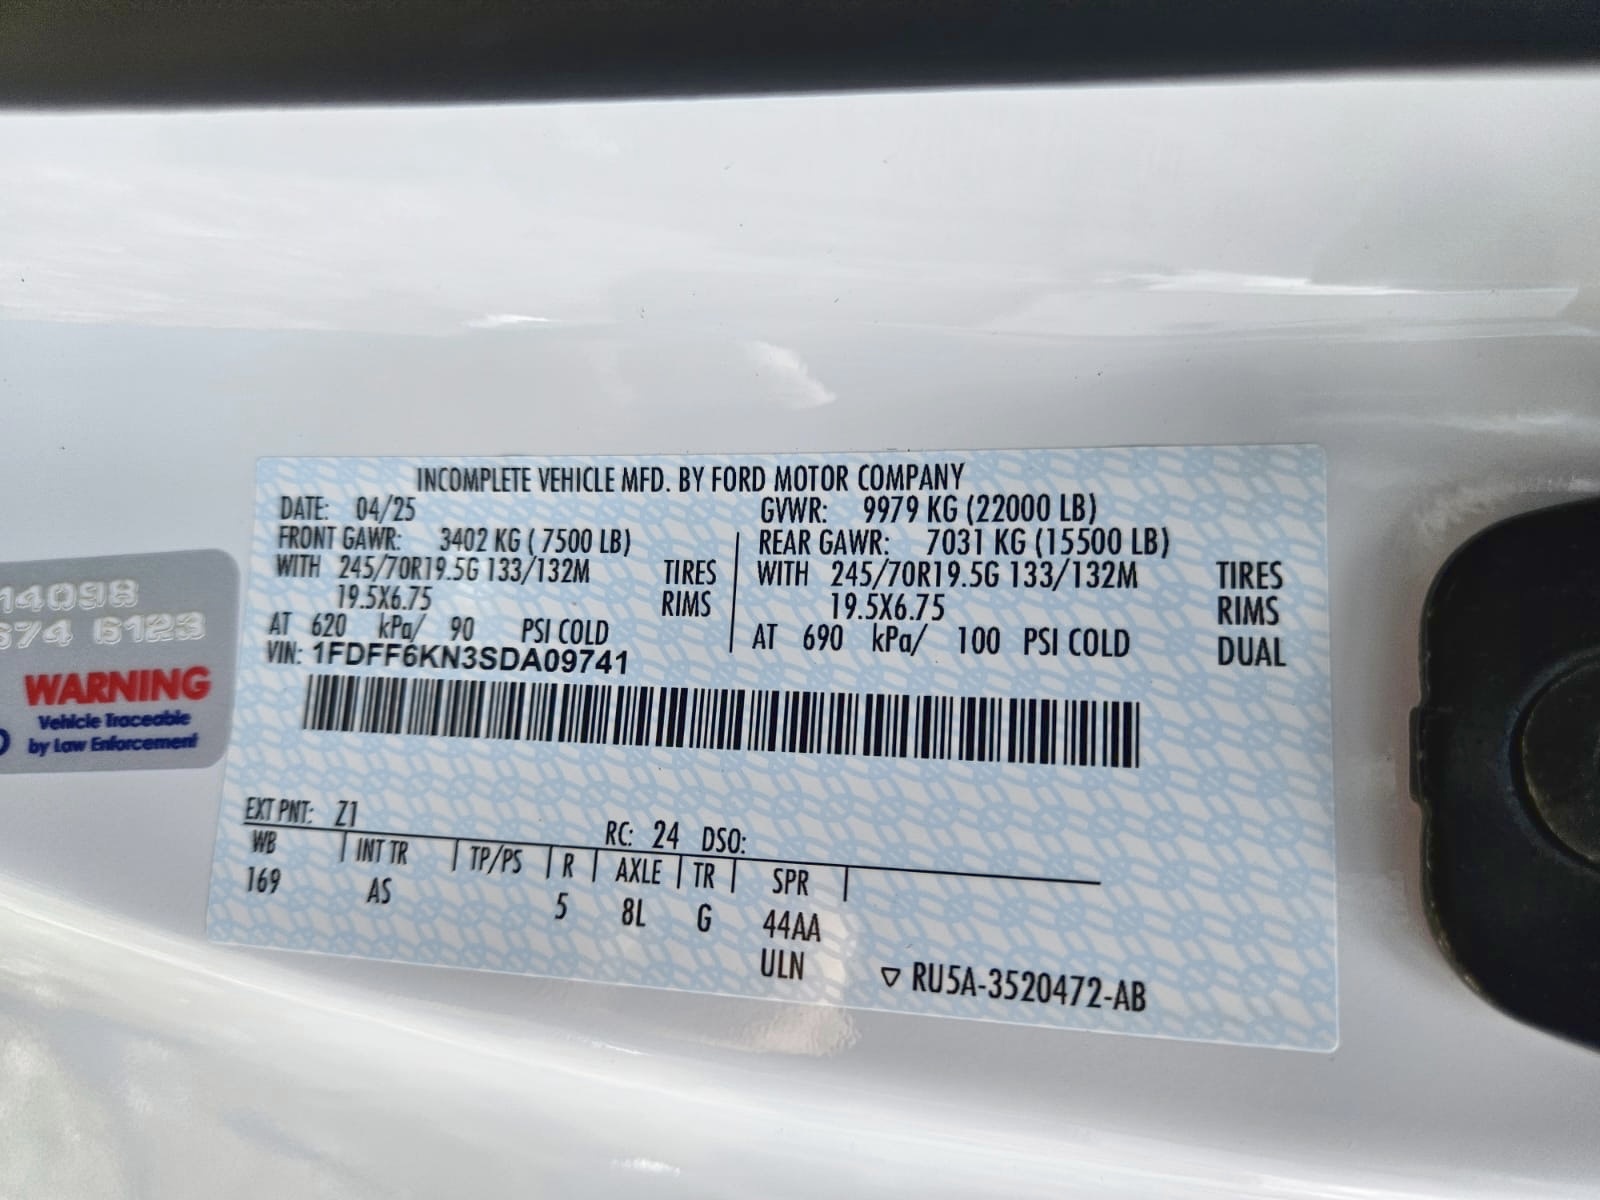 INCOMPLETE VEHICLE MFD. BY FORD MOTOR COMPANY
DATE: 04/25 GVWR: 9979 KG (22000 LB)
FRONT GAWR: 3402 KG ( 7500 LB) REAR GAWR: 7031 KG (15500 LB)
WITH 245/70R19.5G 133/132M TIRES WITH 245/70R19.5G 133/132M TIRES
19.5X6.75 RIMS 19.5X6.75 RIMS
AT 620 kPa/ 90 PSI COLD AT 690 kPa/ 100 PSI COLD DUAL
VIN: 1FDFF6KN3SDA09741
EXT PNT: Z1 RC: 24 DSO:
WB INT TR TP/PS R AXLE TR SPR
169 AS 5 8L G 44AA
ULN RU5A-3520472-AB
14098
674 6123
WARNING
Vehicle Traceable
by Law Enforcement